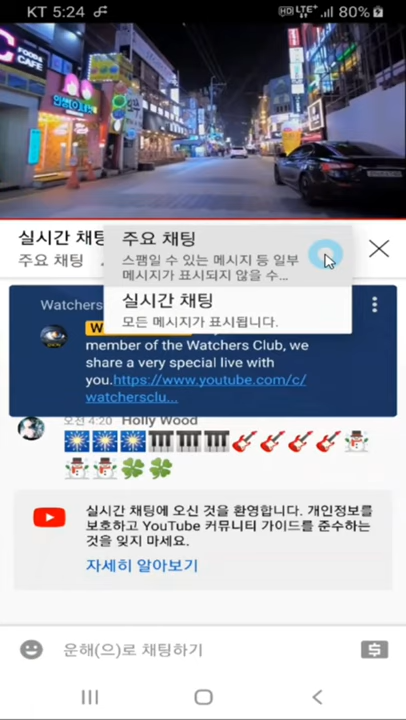 KT 5:24
HD LTE+ 80%
FOOD&
CAFE
실시간 채팅
주요 채팅
주요 채팅
스팸일 수 있는 메시지 등 일부
메시지가 표시되지 않을 수...
실시간 채팅
모든 메시지가 표시됩니다.
Watchers
W
member of the Watchers Club, we
share a very special live with
you.https://www.youtube.com/c/
watchersclu...
오전 4:20 Holly Wood
실시간 채팅에 오신 것을 환영합니다. 개인정보를
보호하고 YouTube 커뮤니티 가이드를 준수하는
것을 잊지 마세요.
자세히 알아보기
운해(으)로 채팅하기